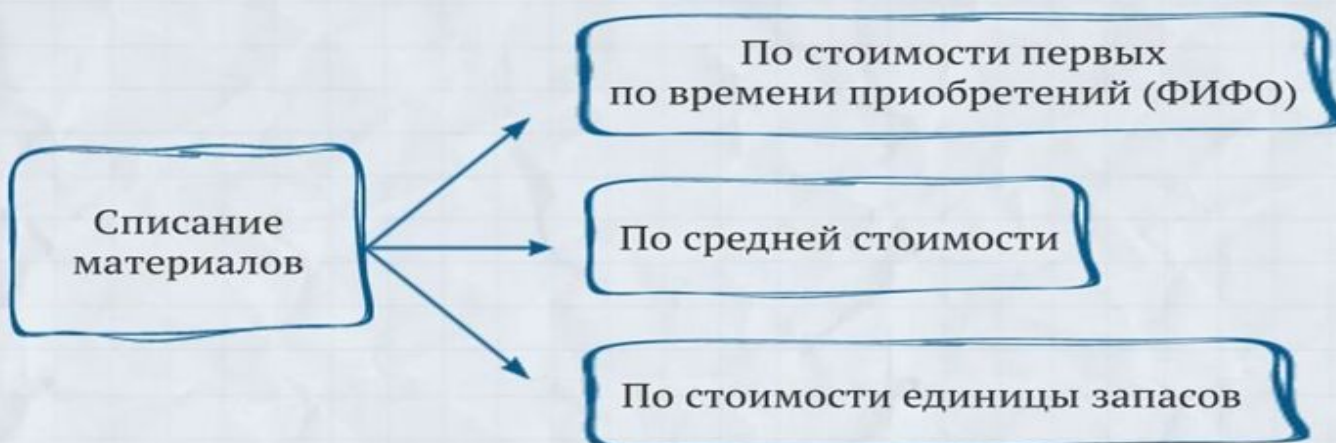 По стоимости первых
по времени приобретений (ФИФО)
Списание
материалов
По средней стоимости
По стоимости единицы запасов